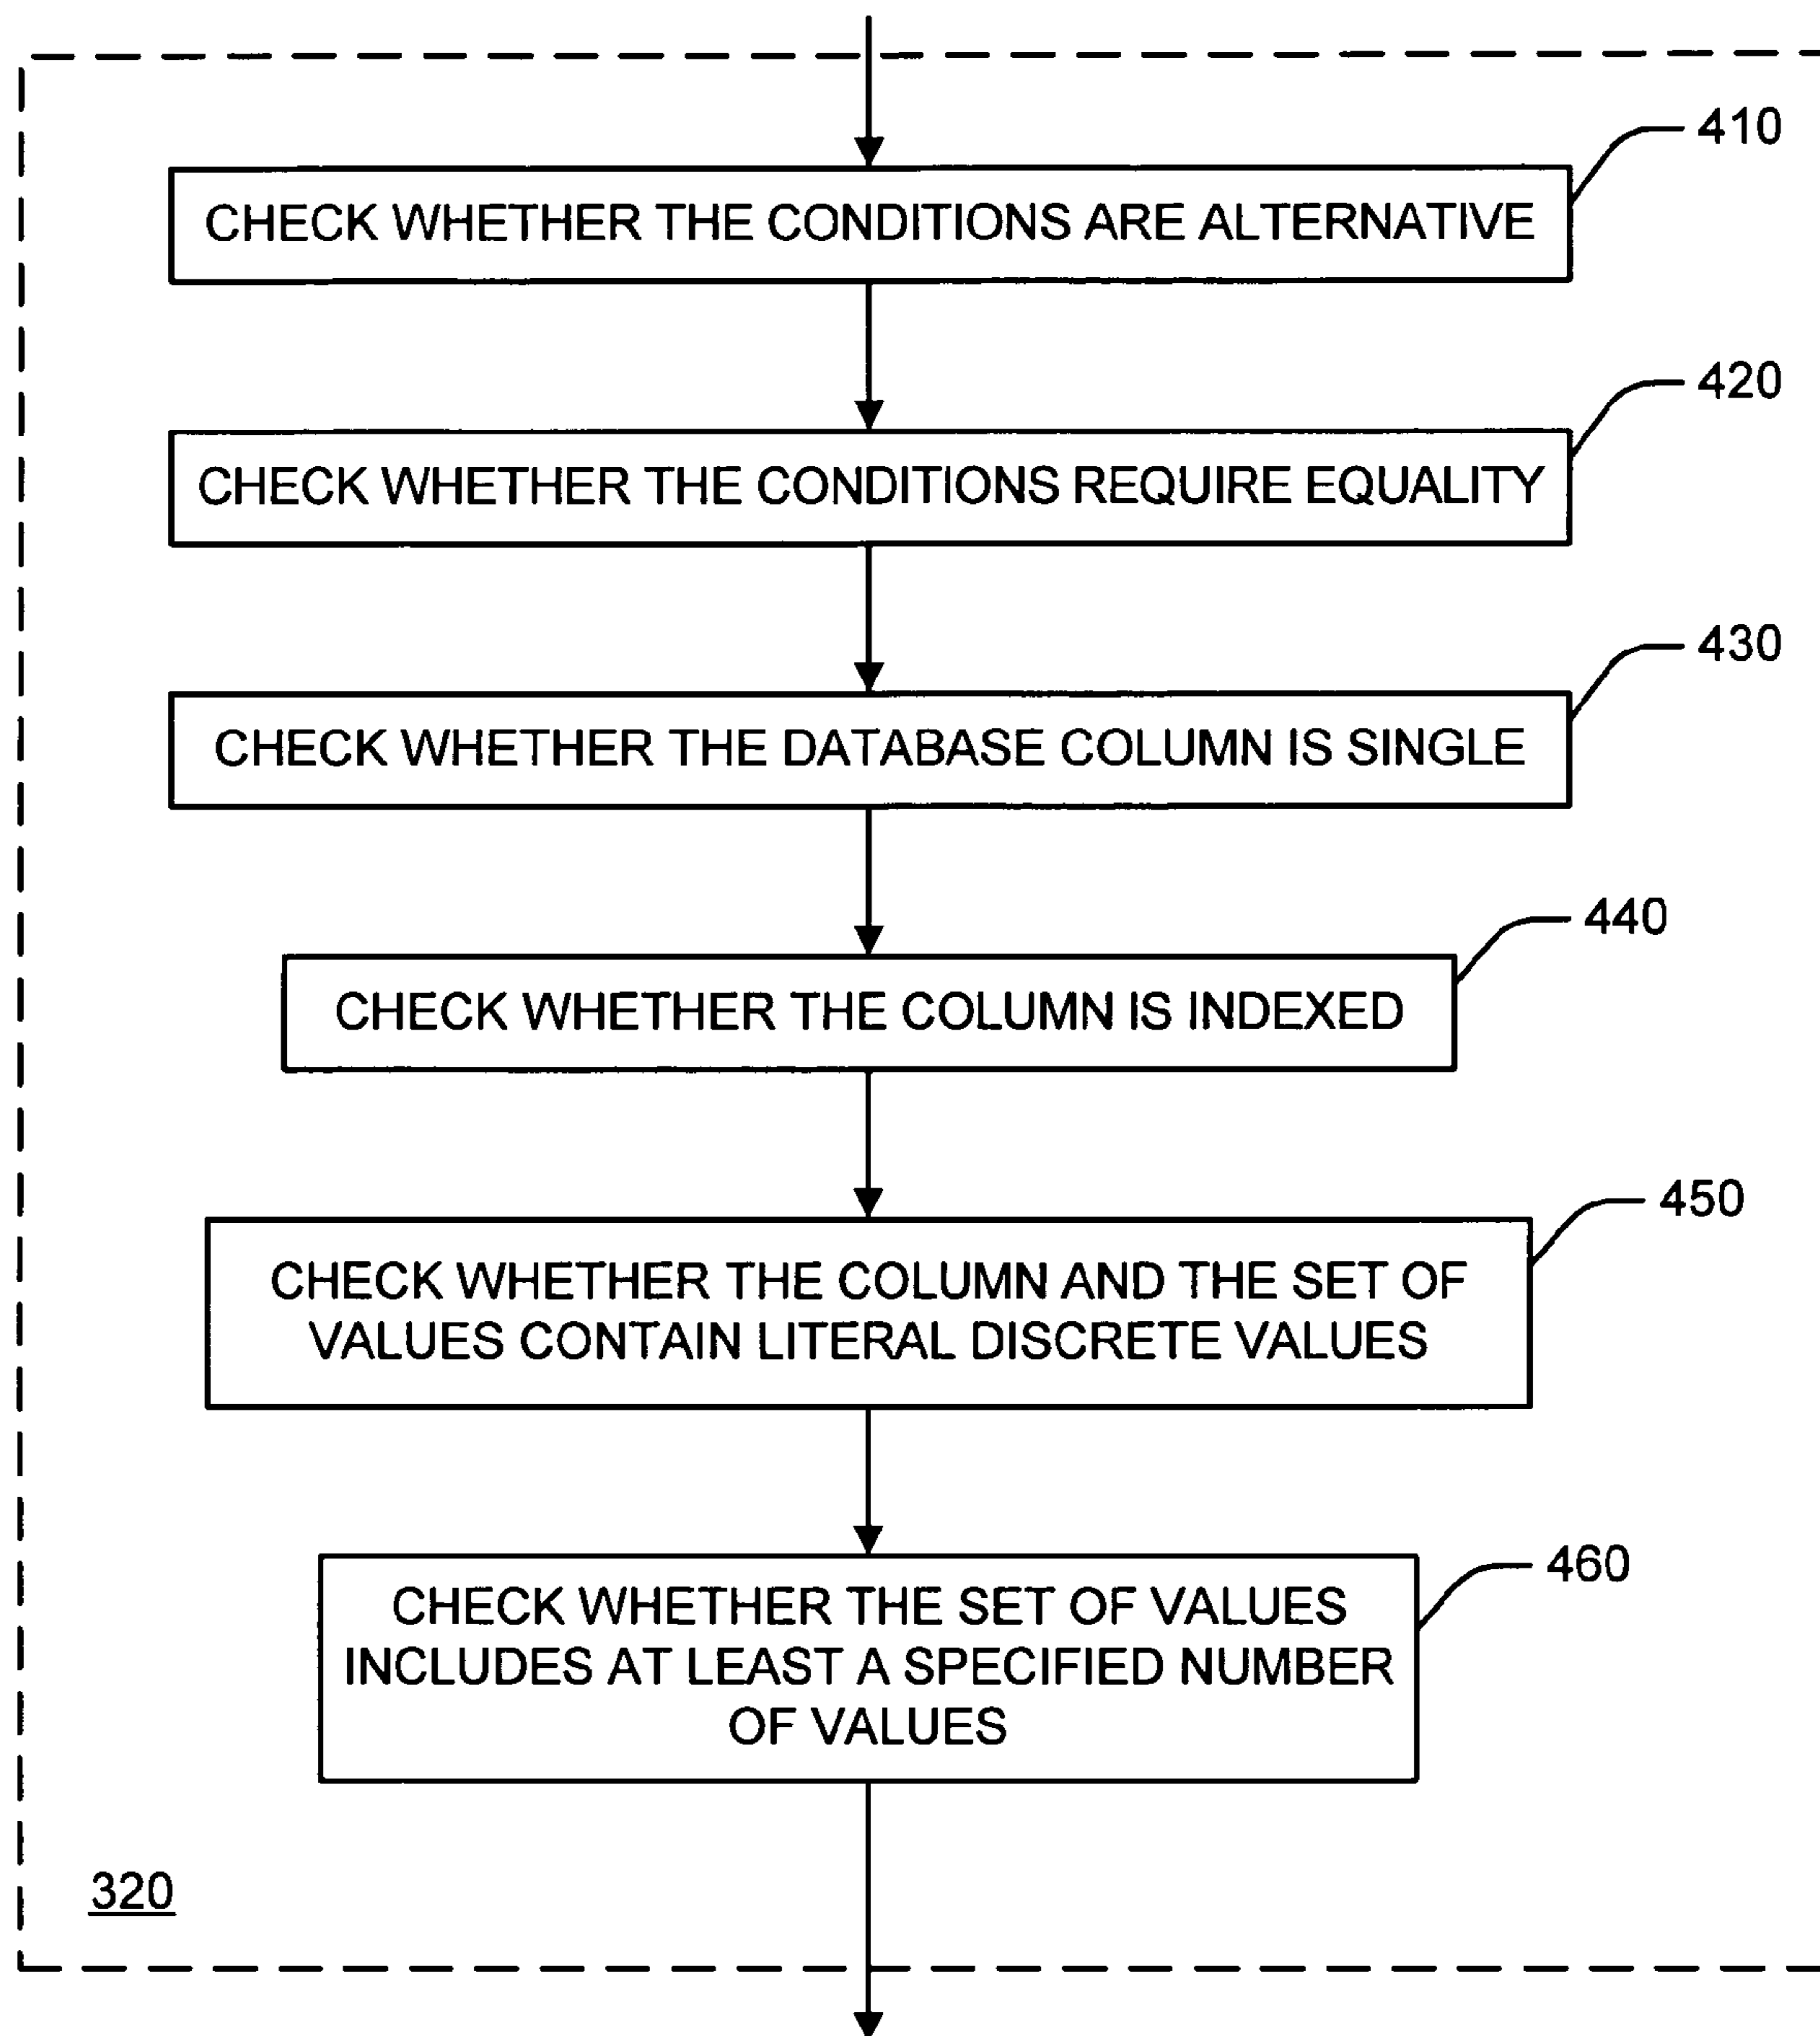 410
CHECK WHETHER THE CONDITIONS ARE ALTERNATIVE
420
CHECK WHETHER THE CONDITIONS REQUIRE EQUALITY
430
CHECK WHETHER THE DATABASE COLUMN IS SINGLE
440
CHECK WHETHER THE COLUMN IS INDEXED
450
CHECK WHETHER THE COLUMN AND THE SET OF
VALUES CONTAIN LITERAL DISCRETE VALUES
460
CHECK WHETHER THE SET OF VALUES
INCLUDES AT LEAST A SPECIFIED NUMBER
OF VALUES
320